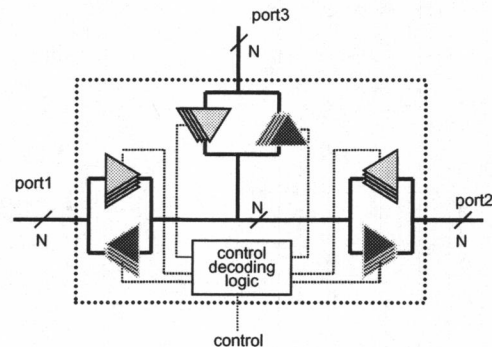 port3
N
port1
N
N
port2
N
control
decoding
logic
control